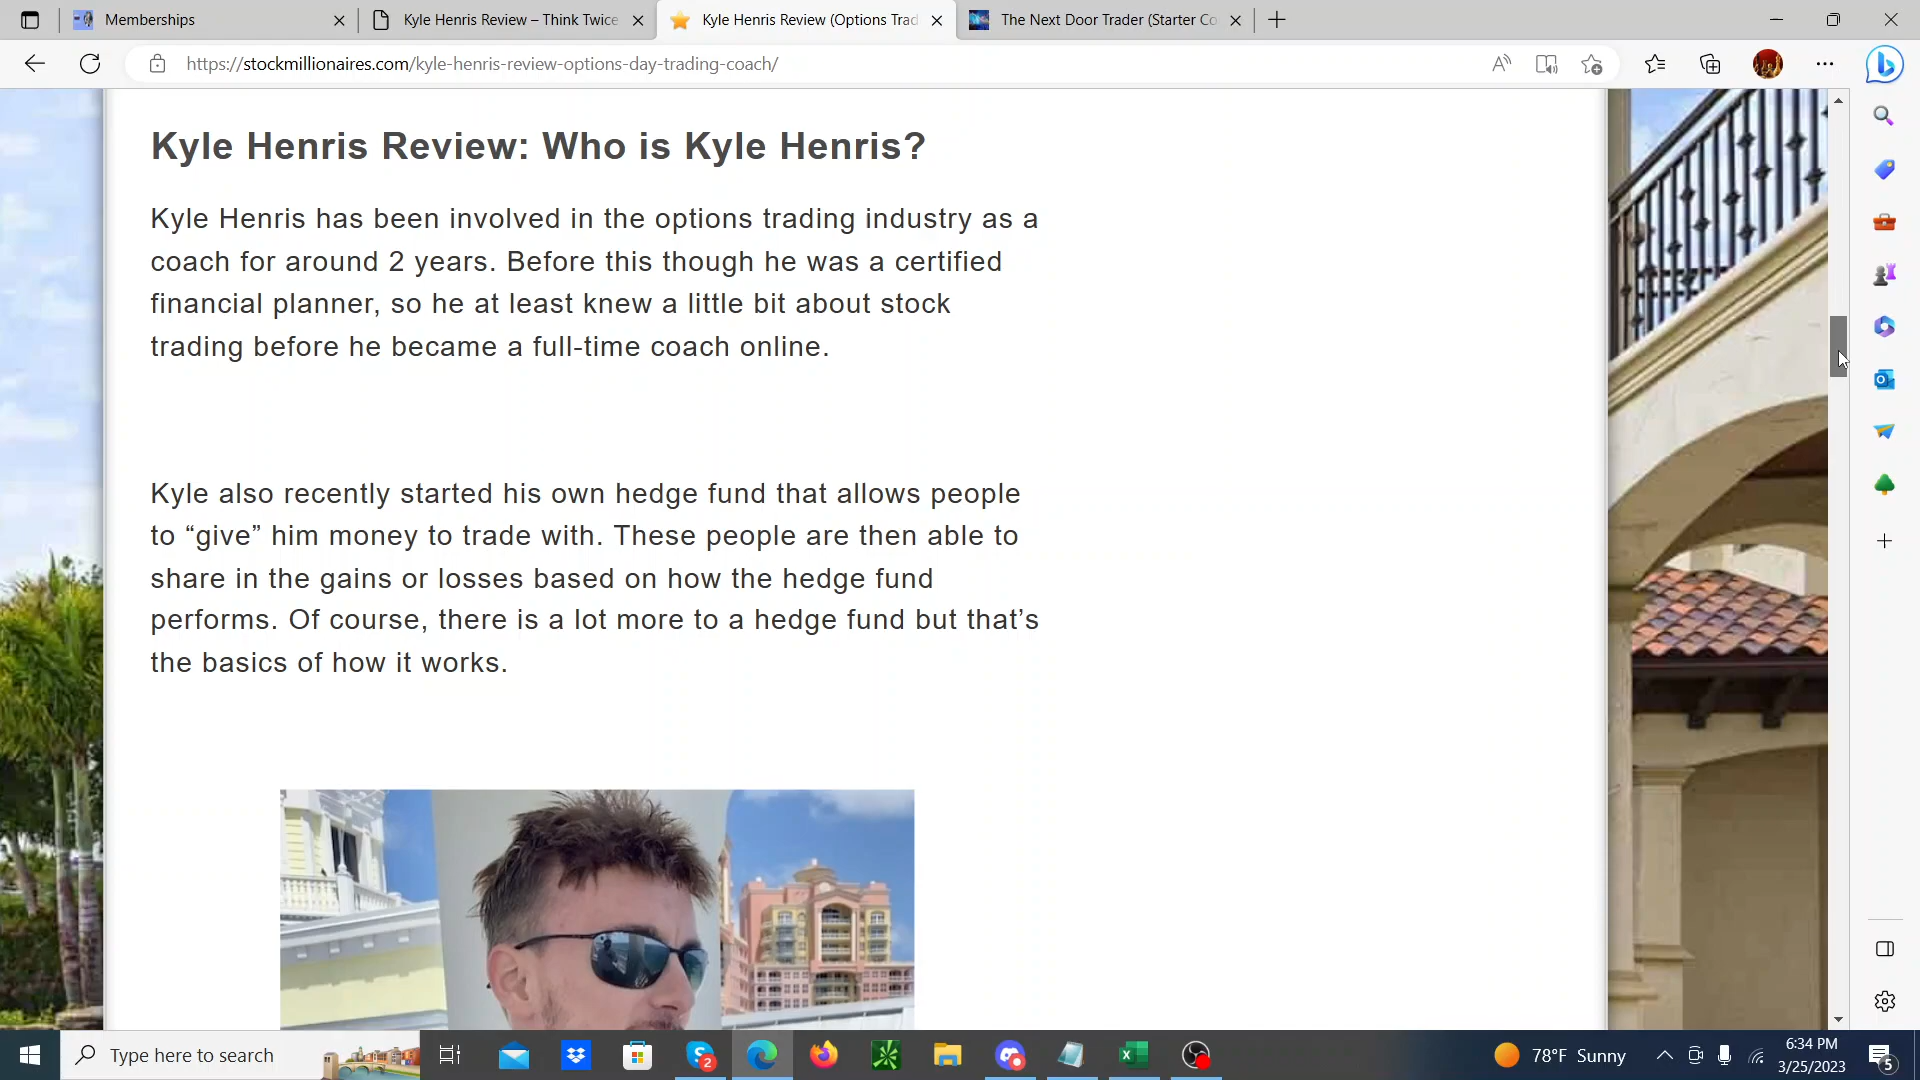 Memberships
Kyle Henris Review – Think Twice
Kyle Henris Review (Options Trad
The Next Door Trader (Starter Co
https://stockmillionaires.com/kyle-henris-review-options-day-trading-coach/
Kyle Henris Review: Who is Kyle Henris?
Kyle Henris has been involved in the options trading industry as a
coach for around 2 years. Before this though he was a certified
financial planner, so he at least knew a little bit about stock
trading before he became a full-time coach online.
Kyle also recently started his own hedge fund that allows people
to “give” him money to trade with. These people are then able to
share in the gains or losses based on how the hedge fund
performs. Of course, there is a lot more to a hedge fund but that’s
the basics of how it works.
Type here to search
2
78°F Sunny
6:34 PM
3/25/2023
5